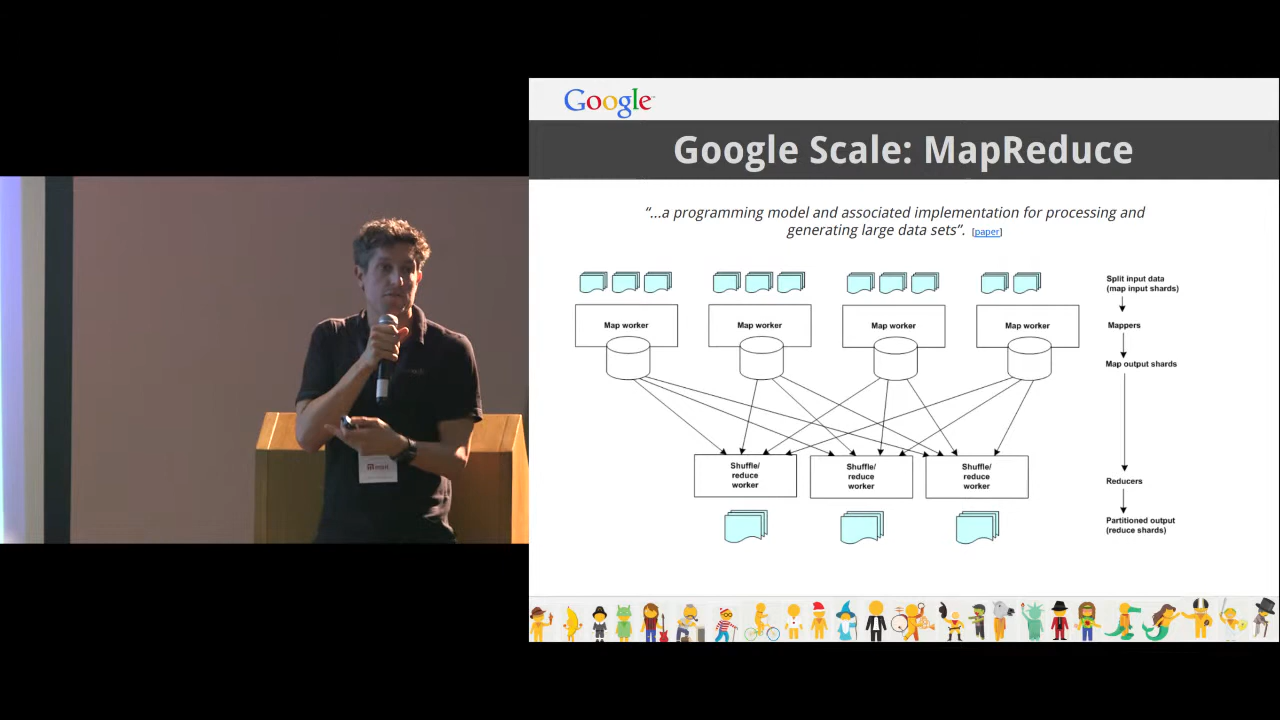 Google
Google Scale: MapReduce
“...a programming model and associated implementation for processing and
generating large data sets”. [paper]
Split input data
(map input shards)
Map worker
Map worker
Map worker
Map worker
Mappers
Map output shards
Shuffle/
reduce
worker
Shuffle/
reduce
worker
Shuffle/
reduce
worker
Reducers
Partitioned output
(reduce shards)